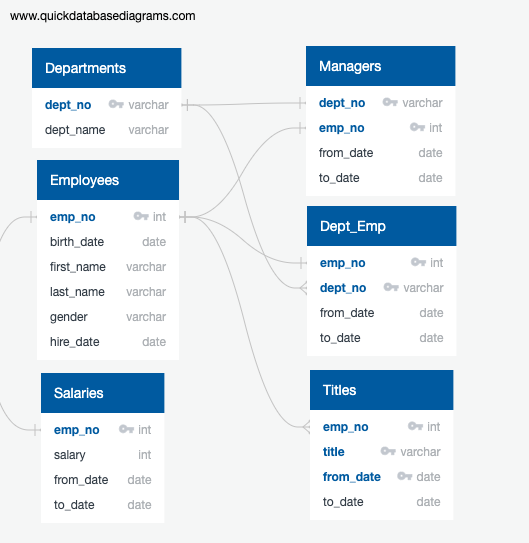 www.quickdatabasediagrams.com
Departments
dept_no varchar
dept_name varchar
Employees
emp_no int
birth_date date
first_name varchar
last_name varchar
gender varchar
hire_date date
Salaries
emp_no int
salary int
from_date date
to_date date
Managers
dept_no varchar
emp_no int
from_date date
to_date date
Dept_Emp
emp_no int
dept_no varchar
from_date date
to_date date
Titles
emp_no int
title varchar
from_date date
to_date date